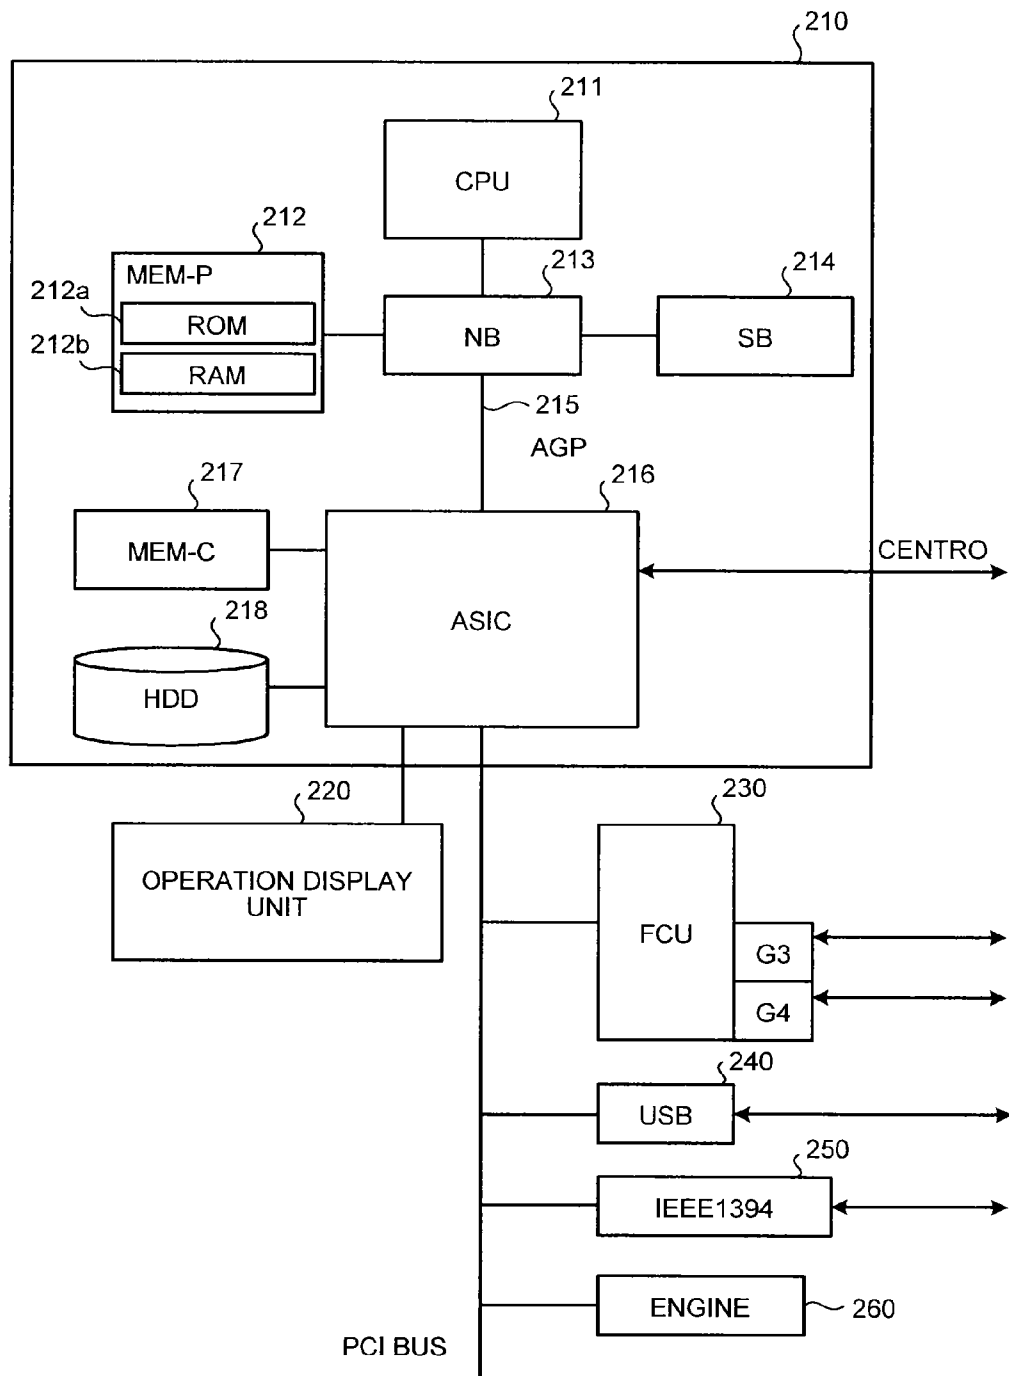 210
211
CPU
212
MEM-P
212a
ROM
212b
RAM
213
NB
214
SB
215
AGP
217
MEM-C
216
ASIC
CENTRO
218
HDD
220
OPERATION DISPLAY
UNIT
230
FCU
G3
G4
240
USB
250
IEEE1394
ENGINE
260
PCI BUS